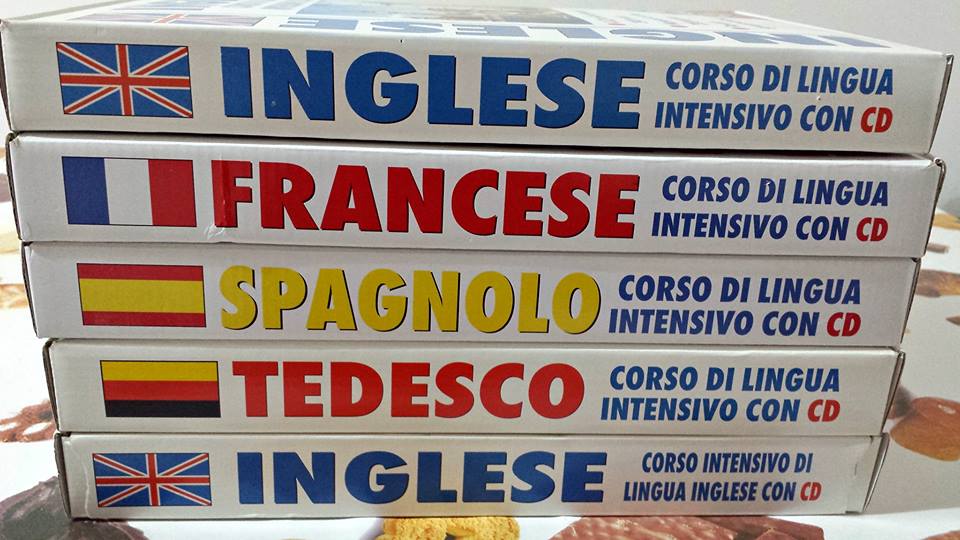 INGLESE
INGLESE
CORSO DI LINGUA
INTENSIVO CON CD
FRANCESE
CORSO DI LINGUA
INTENSIVO CON CD
SPAGNOLO
CORSO DI LINGUA
INTENSIVO CON CD
TEDESCO
CORSO DI LINGUA
INTENSIVO CON CD
INGLESE
CORSO INTENSIVO DI
LINGUA INGLESE CON CD